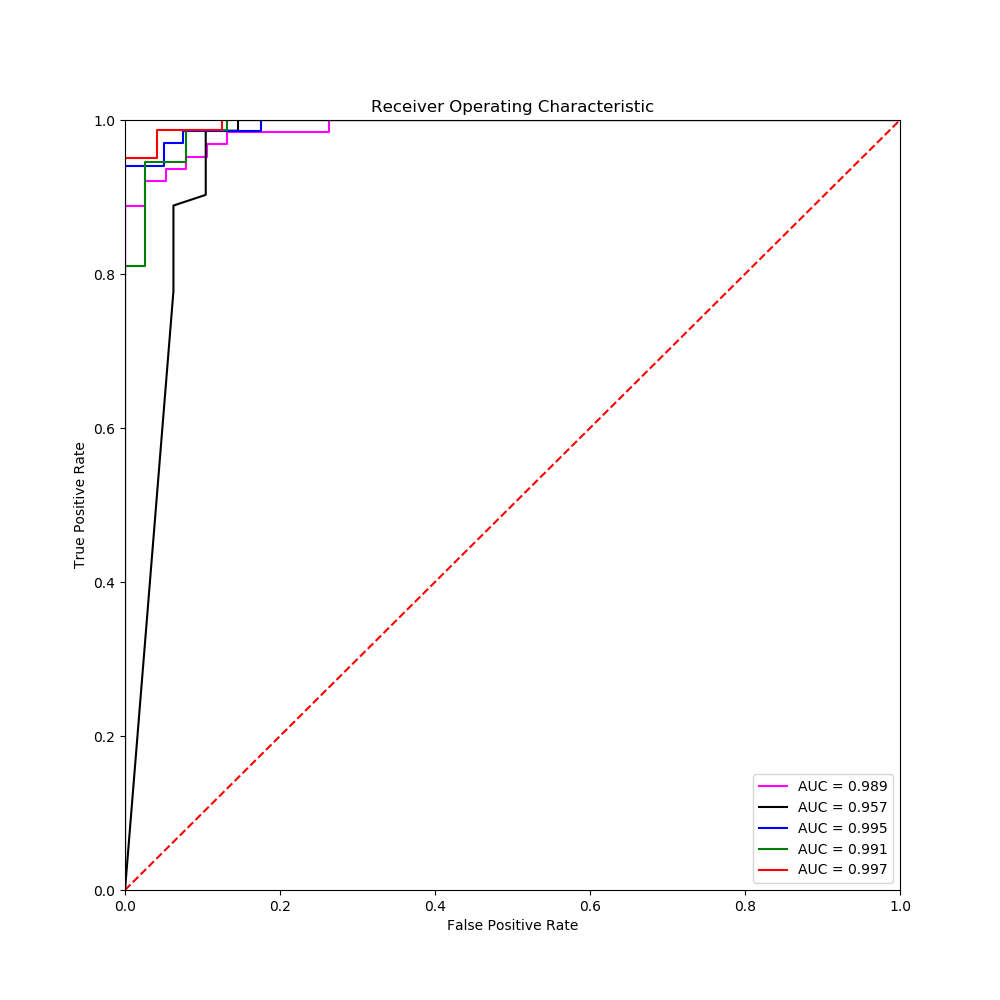 Receiver Operating Characteristic
1.0
0.8
0.6
0.4
0.2
0.0
True Positive Rate
0.0 0.2 0.4 0.6 0.8 1.0
False Positive Rate
AUC = 0.989
AUC = 0.957
AUC = 0.995
AUC = 0.991
AUC = 0.997